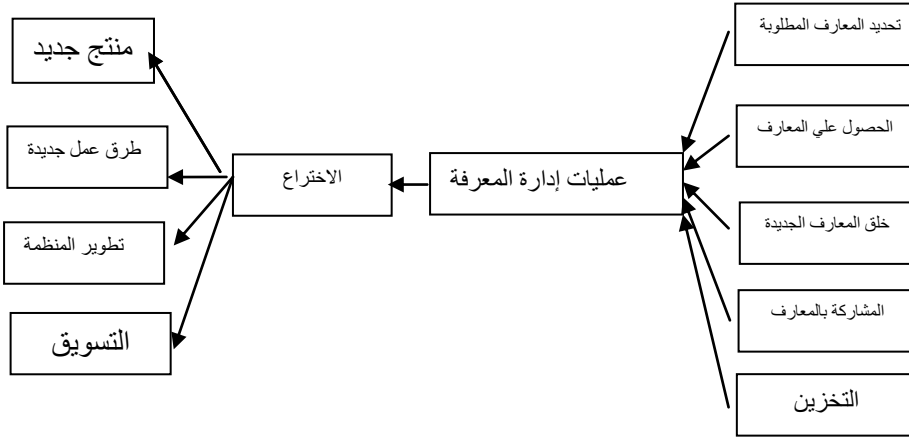 تحديد المعارف المطلوبة
الحصول علي المعارف
خلق المعارف الجديدة
المشاركة بالمعارف
التخزين
عمليات إدارة المعرفة
الاختراع
منتج جديد
طرق عمل جديدة
تطوير المنظمة
التسويق